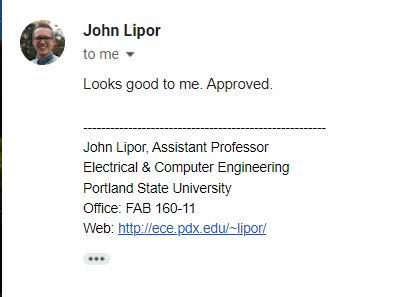 John Lipor
to me
Looks good to me. Approved.
------------------------------------------------------
John Lipor, Assistant Professor
Electrical & Computer Engineering
Portland State University
Office: FAB 160-11
Web: http://ece.pdx.edu/~lipor/